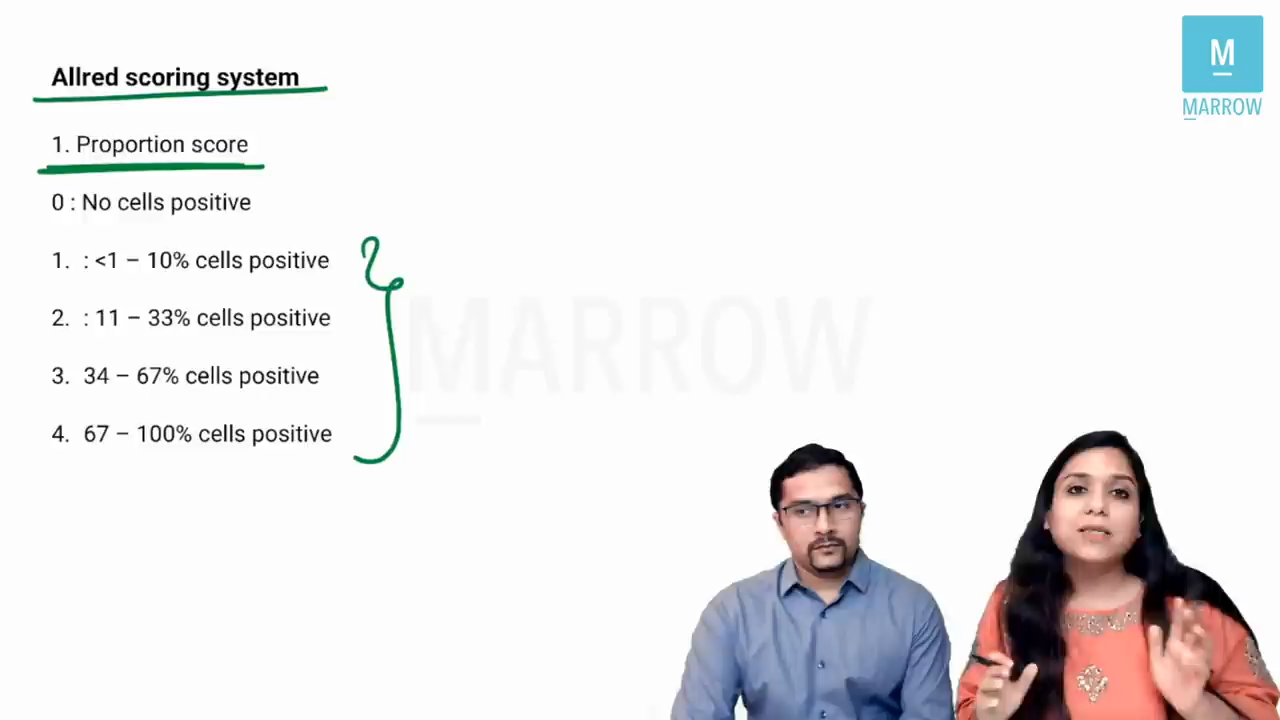 M
MARROW
Allred scoring system
1. Proportion score
0 : No cells positive
1. : <1 – 10% cells positive
2. : 11 – 33% cells positive
3. 34 – 67% cells positive
4. 67 – 100% cells positive
MARROW